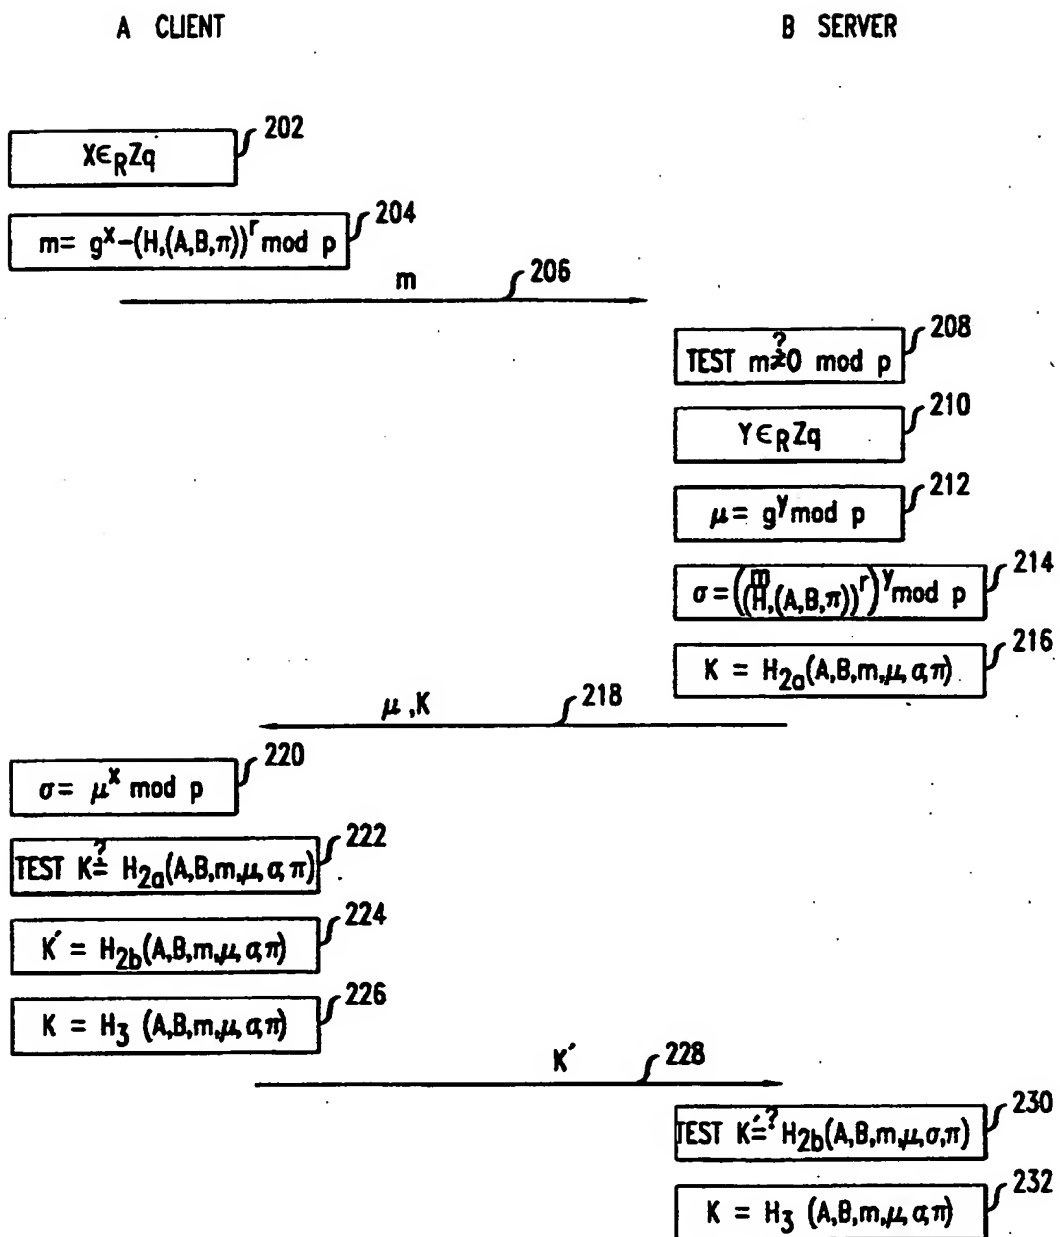 A CLIENT
B SERVER
202
X∈RZq
204
m= g^x-(H,(A,B,π))^r mod p
m
206
208
TEST m≢?0 mod p
210
Y∈RZq
212
μ= g^y mod p
214
σ=(m/(H,(A,B,π))^r)^y mod p
216
K = H2a(A,B,m,μ,σ,π)
μ ,K
218
220
σ= μ^x mod p
222
TEST K=? H2a(A,B,m,μ,σ,π)
224
K′ = H2b(A,B,m,μ,σ,π)
226
K = H3 (A,B,m,μ,σ,π)
K′
228
230
TEST K′=? H2b(A,B,m,μ,σ,π)
232
K = H3 (A,B,m,μ,σ,π)